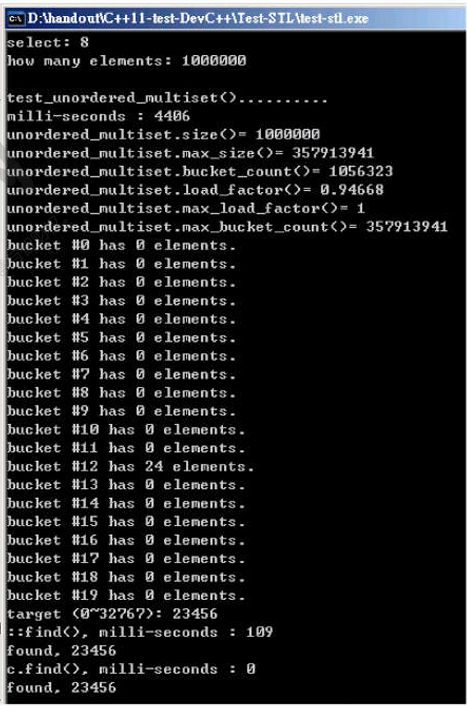 D:\handout\C++11-test-DevC++\Test-STL\test-stl.exe
select: 8
how many elements: 1000000
test_unordered_multiset()..........
milli-seconds : 4406
unordered_multiset.size()= 1000000
unordered_multiset.max_size()= 357913941
unordered_multiset.bucket_count()= 1056323
unordered_multiset.load_factor()= 0.94668
unordered_multiset.max_load_factor()= 1
unordered_multiset.max_bucket_count()= 357913941
bucket #0 has 0 elements.
bucket #1 has 0 elements.
bucket #2 has 0 elements.
bucket #3 has 0 elements.
bucket #4 has 0 elements.
bucket #5 has 0 elements.
bucket #6 has 0 elements.
bucket #7 has 0 elements.
bucket #8 has 0 elements.
bucket #9 has 0 elements.
bucket #10 has 0 elements.
bucket #11 has 0 elements.
bucket #12 has 24 elements.
bucket #13 has 0 elements.
bucket #14 has 0 elements.
bucket #15 has 0 elements.
bucket #16 has 0 elements.
bucket #17 has 0 elements.
bucket #18 has 0 elements.
bucket #19 has 0 elements.
target (0~32767): 23456
::find(), milli-seconds : 109
found, 23456
c.find(), milli-seconds : 0
found, 23456